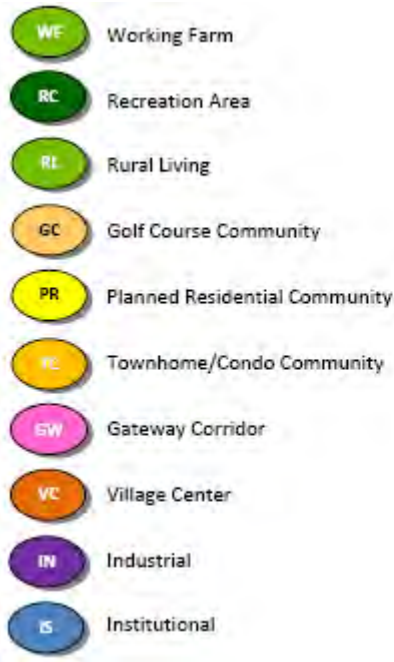 WF Working Farm
RC Recreation Area
RL Rural Living
GC Golf Course Community
PR Planned Residential Community
Townhome/Condo Community
GW Gateway Corridor
VC Village Center
IN Industrial
IS Institutional